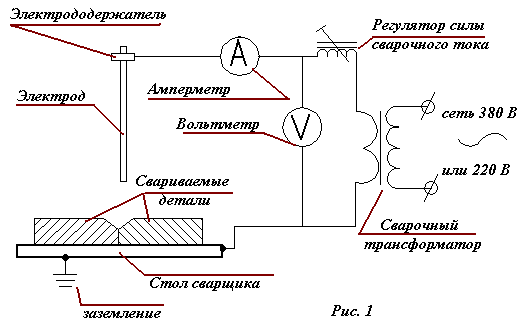 Электрододержатель
Регулятор силы
сварочного тока
А
Амперметр
Электрод
Вольтметр
V
сеть 380 В
или 220 В
Свариваемые
детали
Сварочный
трансформатор
Стол сварщика
заземление
Рис. 1